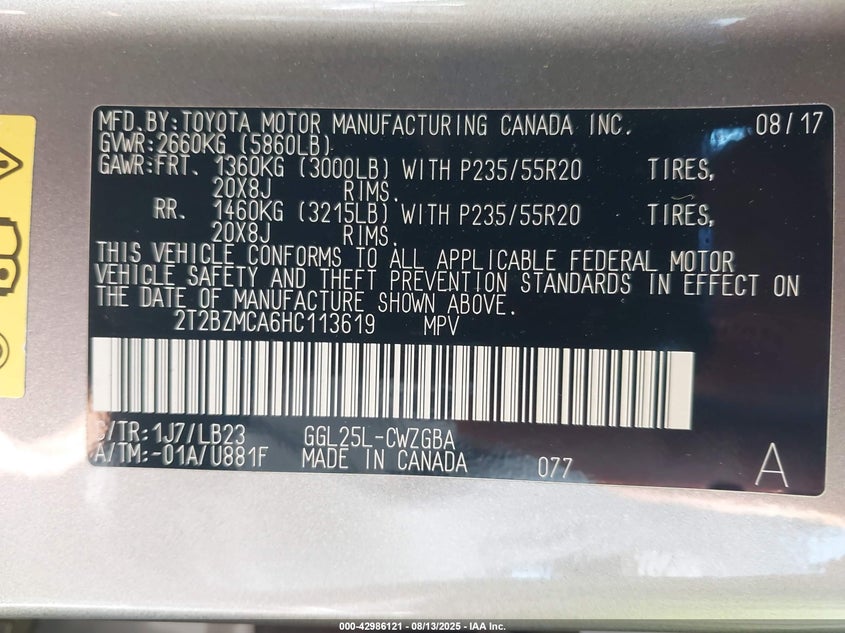 MFD.BY:TOYOTA MOTOR MANUFACTURING CANADA INC. 08/17
GVWR:2660KG (5860LB)
GAWR:FRT. 1360KG (3000LB) WITH P235/55R20 TIRES,
20X8J RIMS.
RR. 1460KG (3215LB) WITH P235/55R20 TIRES,
20X8J RIMS.
THIS VEHICLE CONFORMS TO ALL APPLICABLE FEDERAL MOTOR
VEHICLE SAFETY AND THEFT PREVENTION STANDARDS IN EFFECT ON
THE DATE OF MANUFACTURE SHOWN ABOVE.
2T2BZMCA6HC113619 MPV
C/TR:1J7/LB23 GGL25L-CWZGBA
A/TM:-01A/U881F MADE IN CANADA 077 A
000-42986121 - 08/13/2025 - IAA Inc.